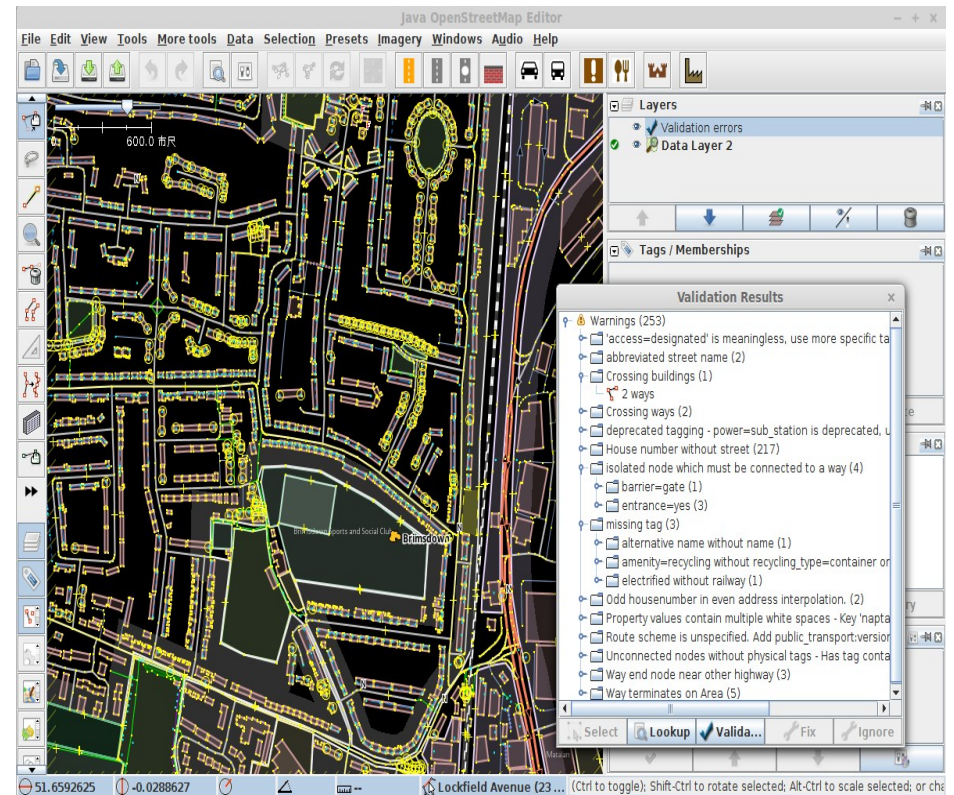 Java OpenStreetMap Editor
File Edit View Tools More tools Data Selection Presets Imagery Windows Audio Help
600.0 市尺
Layers
Validation errors
Data Layer 2
Tags / Memberships
Validation Results
Warnings (253)
'access=designated' is meaningless, use more specific ta
abbreviated street name (2)
Crossing buildings (1)
2 ways
Crossing ways (2)
deprecated tagging - power=sub_station is deprecated, u
House number without street (217)
isolated node which must be connected to a way (4)
barrier=gate (1)
entrance=yes (3)
missing tag (3)
alternative name without name (1)
amenity=recycling without recycling_type=container or
electrified without railway (1)
Odd housenumber in even address interpolation. (2)
Property values contain multiple white spaces - Key 'napta
Route scheme is unspecified. Add public_transport:version
Unconnected nodes without physical tags - Has tag conta
Way end node near other highway (3)
Way terminates on Area (5)
Select Lookup Valida... Fix Ignore
Brimsdown Sports and Social Club
Brimsdown
Matalan
51.6592625 -0.0288627 -- Lockfield Avenue (23 ... (Ctrl to toggle); Shift-Ctrl to rotate selected; Alt-Ctrl to scale selected; or cha